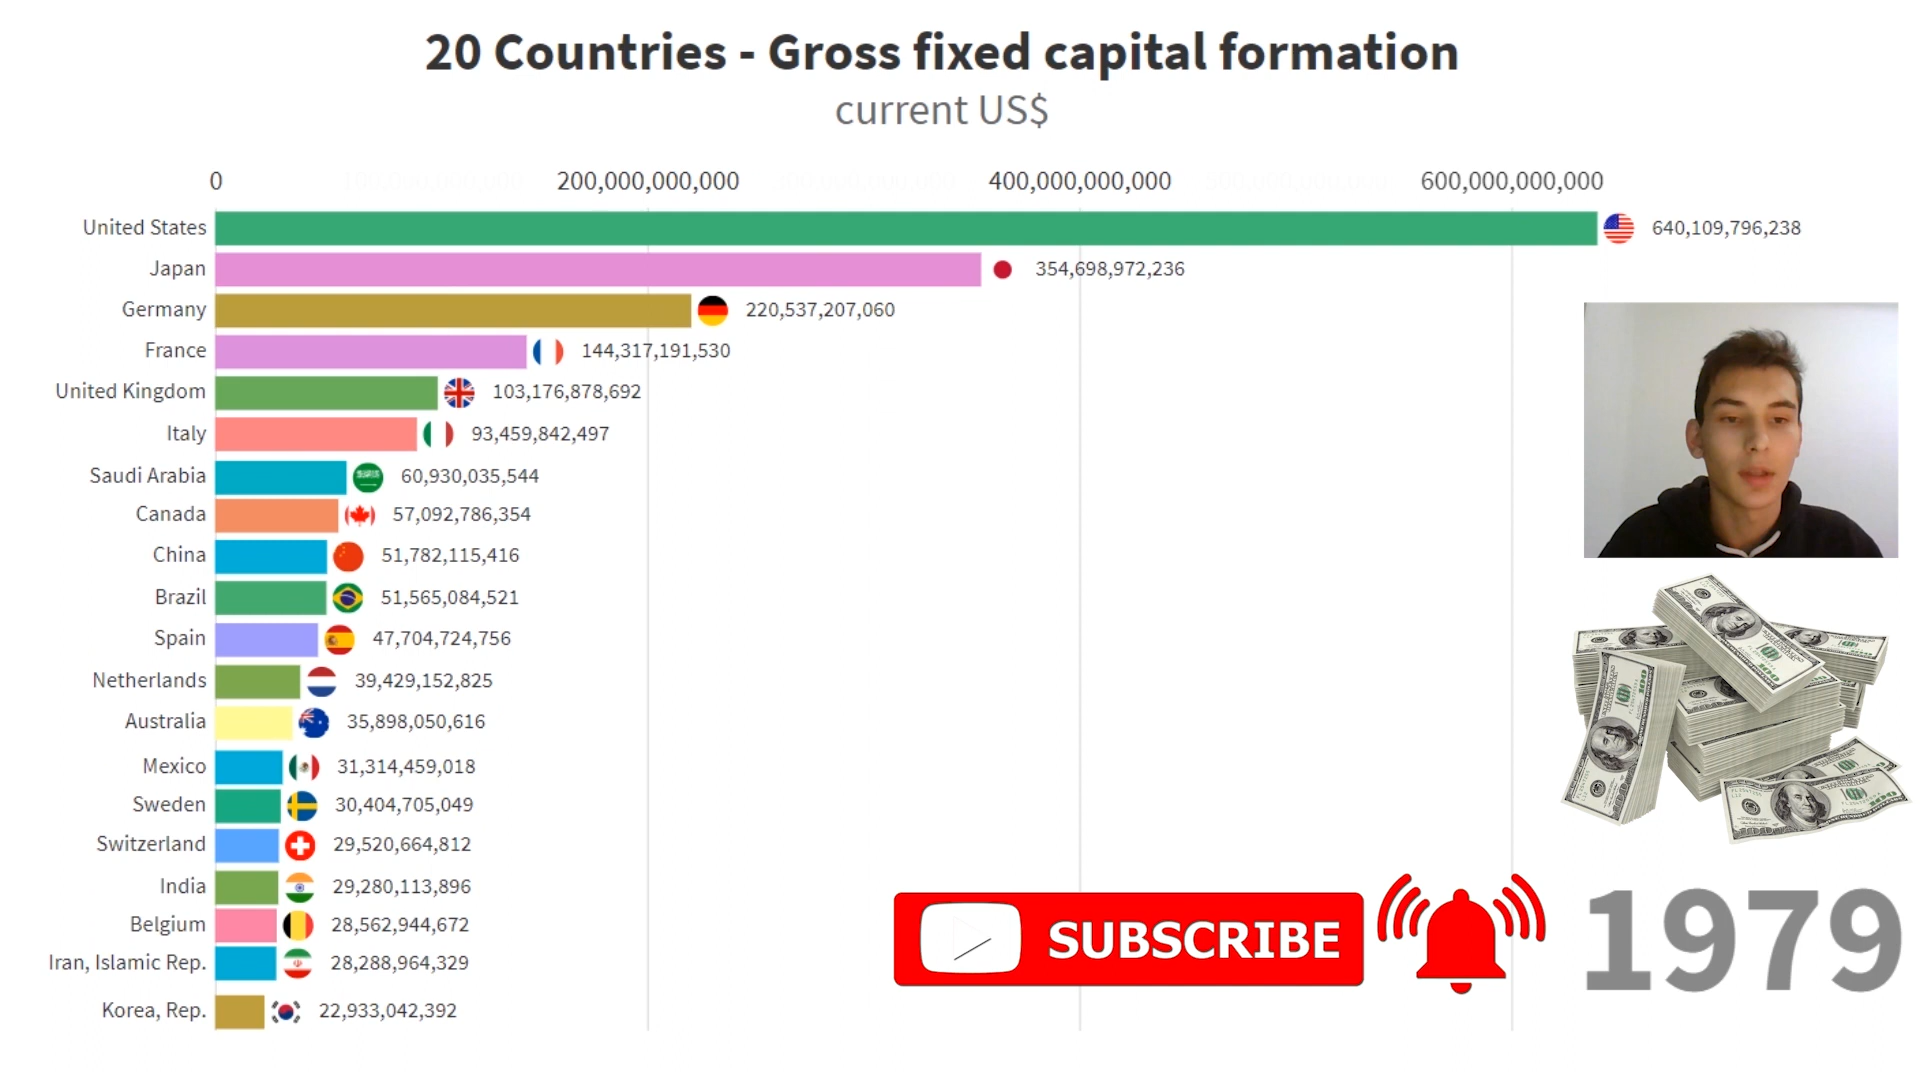 20 Countries - Gross fixed capital formation
current US$
0 200,000,000,000 400,000,000,000 600,000,000,000
United States 640,109,796,238
Japan 354,698,972,236
Germany 220,537,207,060
France 144,317,191,530
United Kingdom 103,176,878,692
Italy 93,459,842,497
Saudi Arabia 60,930,035,544
Canada 57,092,786,354
China 51,782,115,416
Brazil 51,565,084,521
Spain 47,704,724,756
Netherlands 39,429,152,825
Australia 35,898,050,616
Mexico 31,314,459,018
Sweden 30,404,705,049
Switzerland 29,520,664,812
India 29,280,113,896
Belgium 28,562,944,672
Iran, Islamic Rep. 28,288,964,329
Korea, Rep. 22,933,042,392
SUBSCRIBE
1979